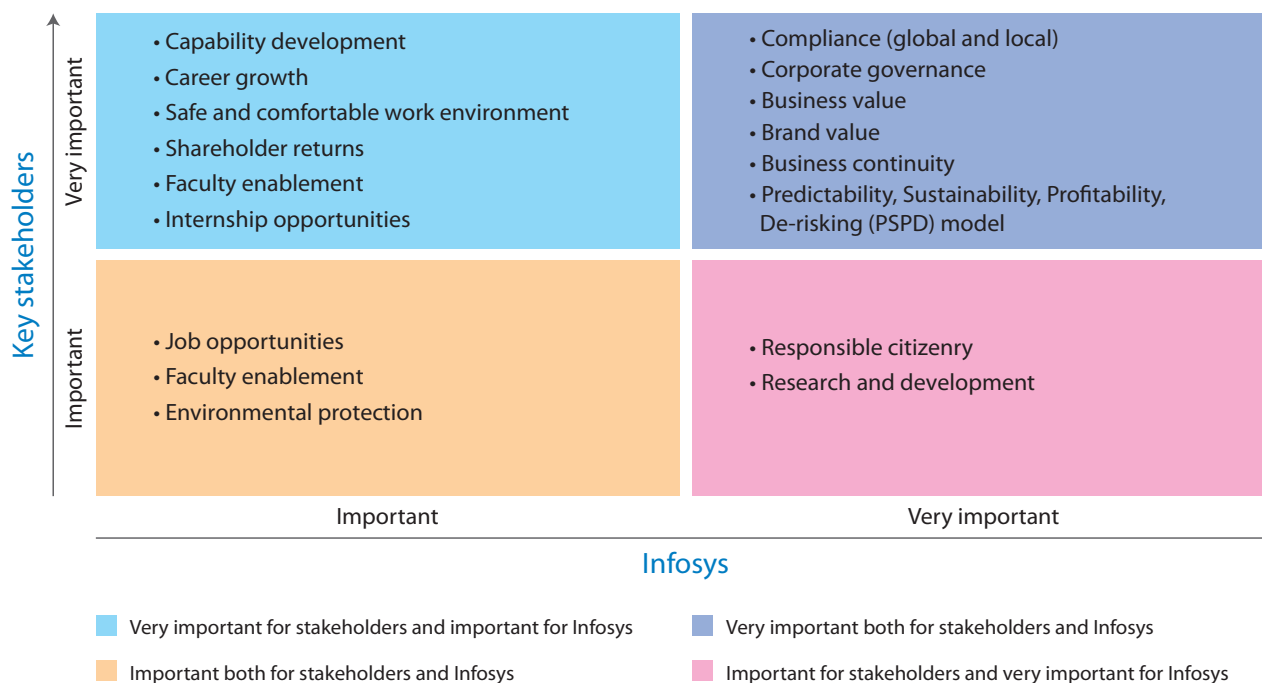 Key stakeholders
Very important
Important
• Capability development
• Career growth
• Safe and comfortable work environment
• Shareholder returns
• Faculty enablement
• Internship opportunities
• Compliance (global and local)
• Corporate governance
• Business value
• Brand value
• Business continuity
• Predictability, Sustainability, Profitability,
De-risking (PSPD) model
• Job opportunities
• Faculty enablement
• Environmental protection
• Responsible citizenry
• Research and development
Important
Very important
Infosys
Very important for stakeholders and important for Infosys
Very important both for stakeholders and Infosys
Important both for stakeholders and Infosys
Important for stakeholders and very important for Infosys